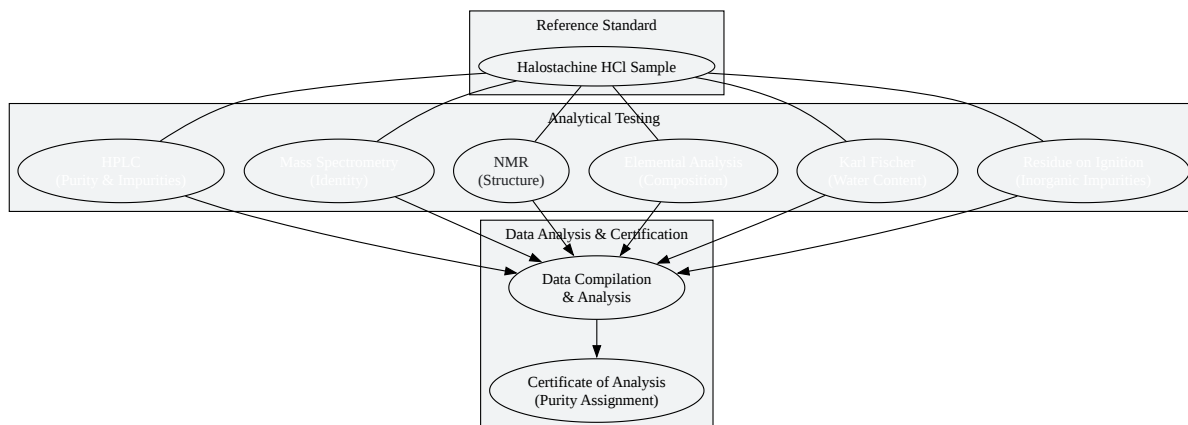 Reference Standard
Halostachine HCl Sample
Analytical Testing
HPLC
(Purity & Impurities)
Mass Spectrometry
(Identity)
NMR
(Structure)
Elemental Analysis
(Composition)
Karl Fischer
(Water Content)
Residue on Ignition
(Inorganic Impurities)
Data Analysis & Certification
Data Compilation
& Analysis
Certificate of Analysis
(Purity Assignment)